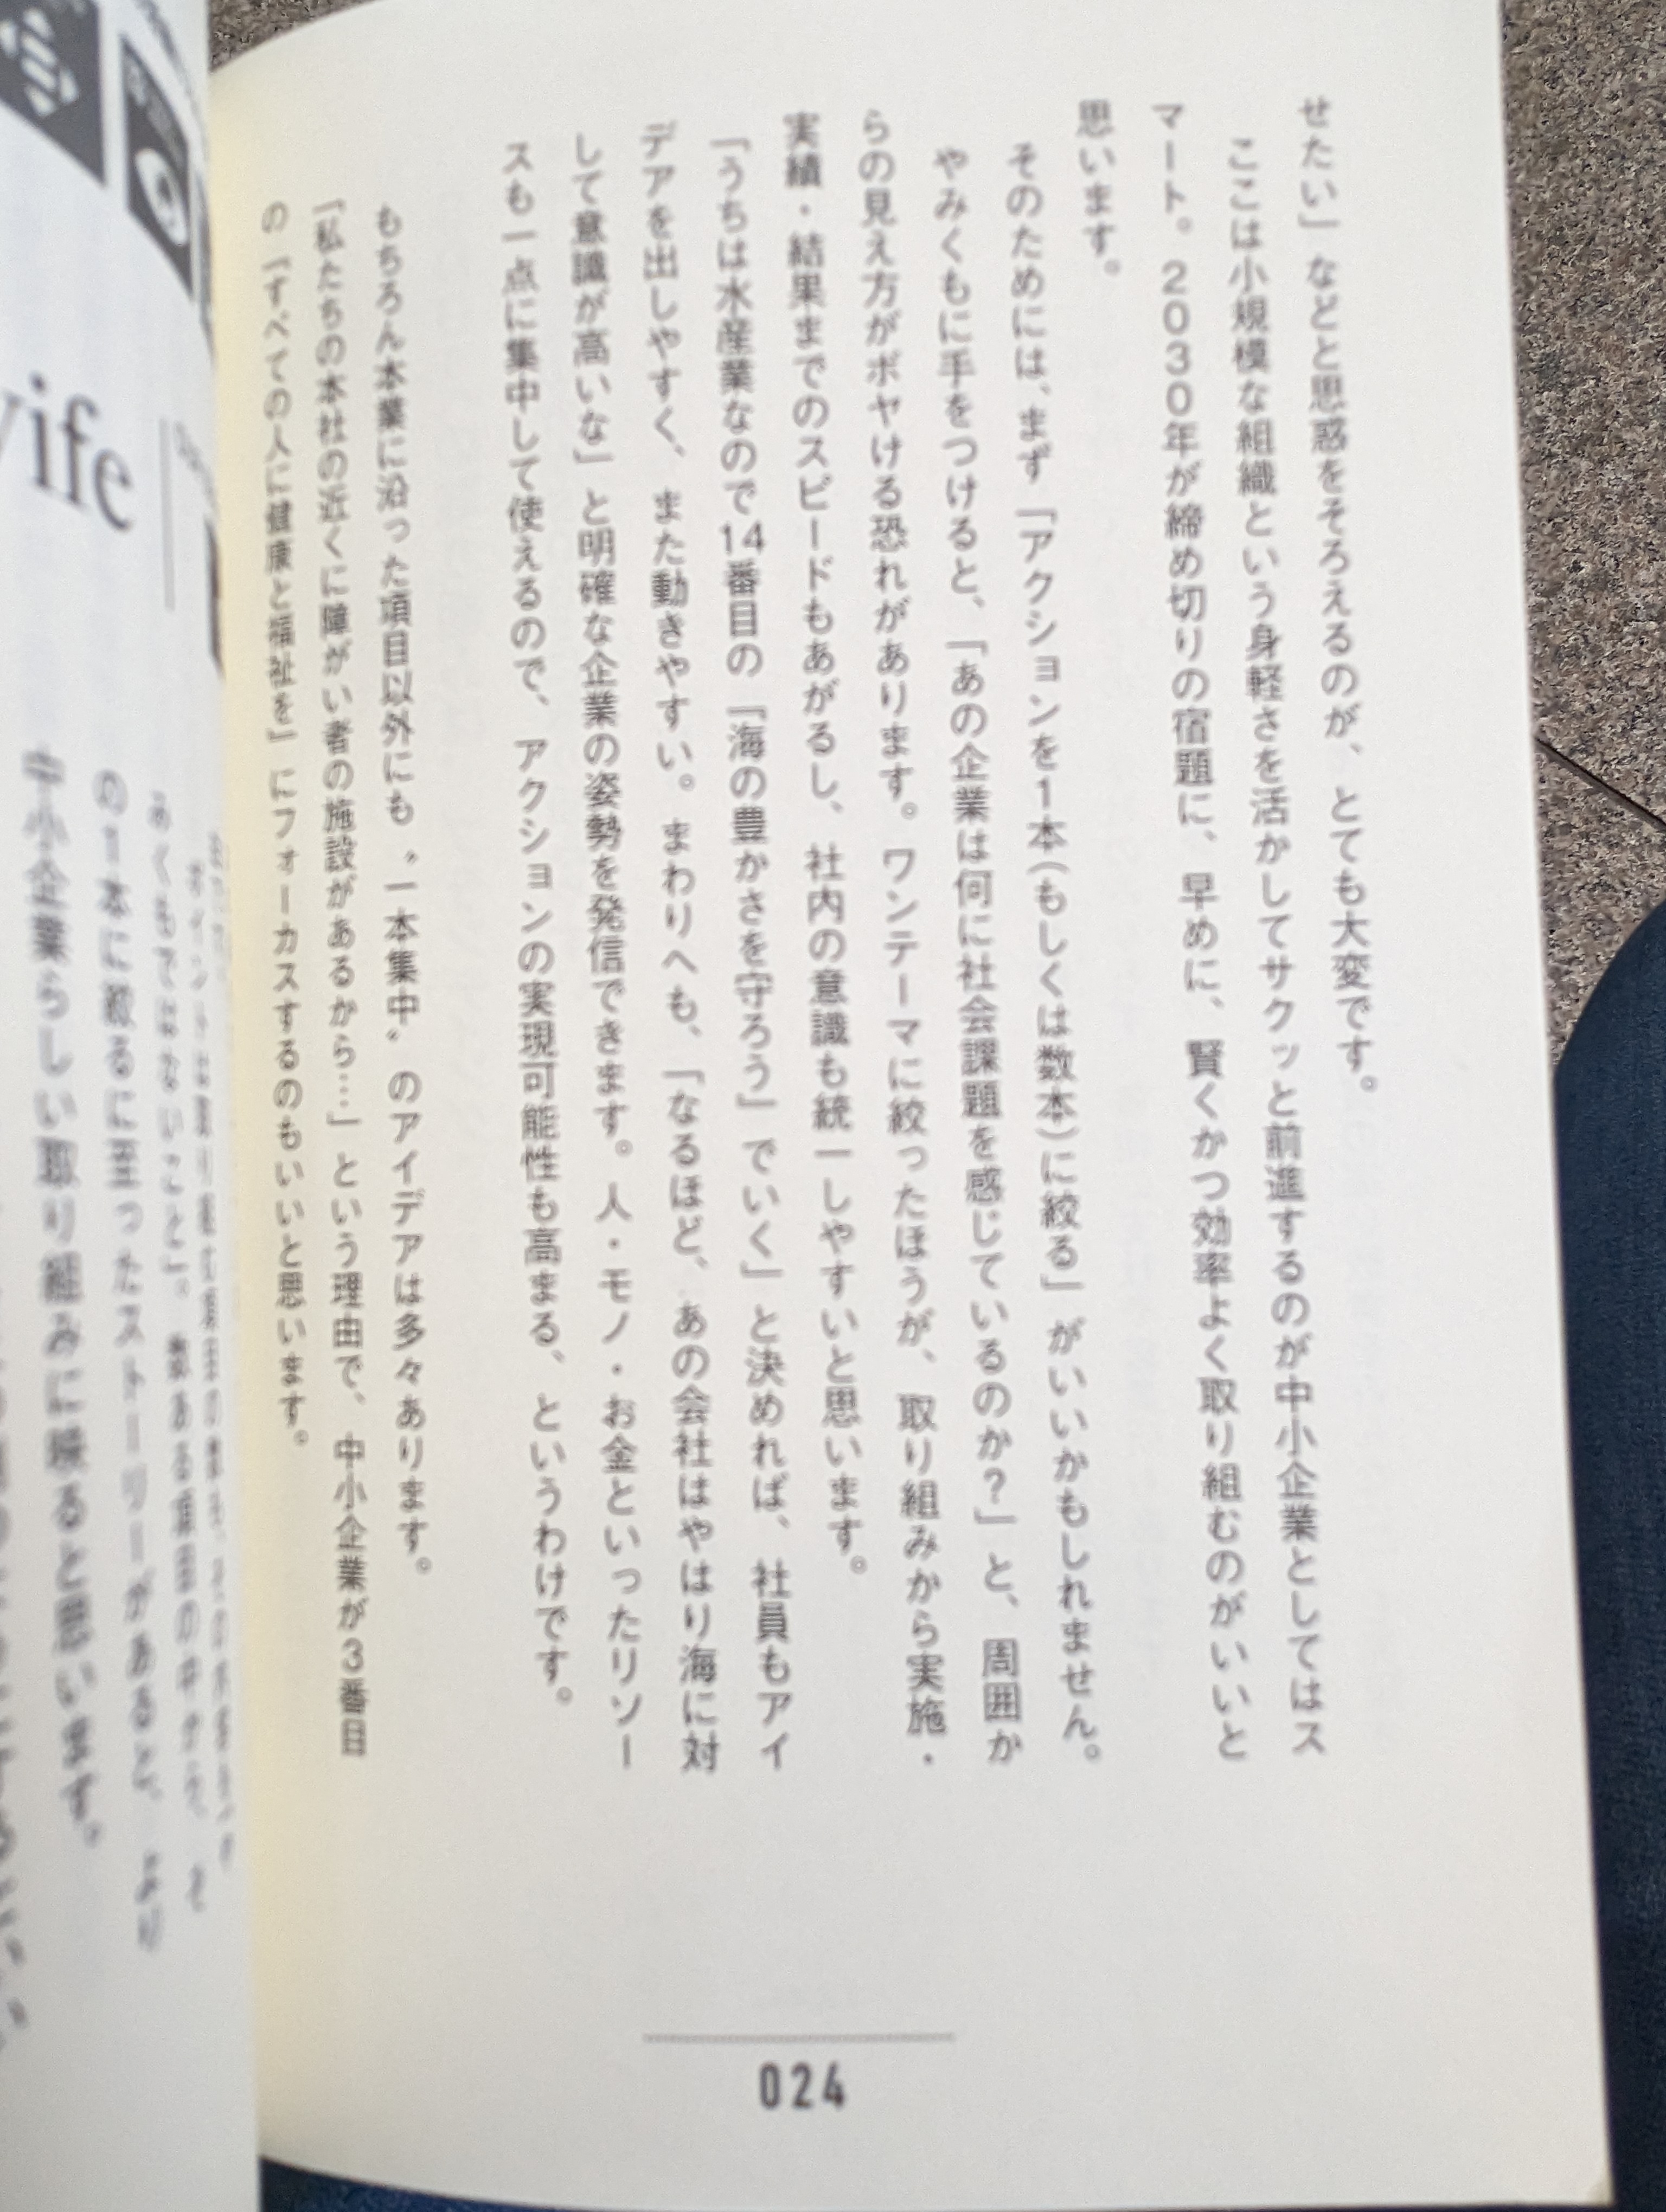 せたい」などと思惑をそろえるのが、とても大変です。
ここは小規模な組織という身軽さを活かしてサクッと前進するのが中小企業としてはス
マート。2030年が締め切りの宿題に、早めに、賢くかつ効率よく取り組むのがいいと
思います。
そのためには、まず「アクションを1本(もしくは数本)に絞る」がいいかもしれません。
やみくもに手をつけると、「あの企業は何に社会課題を感じているのか?」と、周囲か
らの見え方がボヤける恐れがあります。ワンテーマに絞ったほうが、取り組みから実施・
実績・結果までのスピードもあがるし、社内の意識も統一しやすいと思います。
「うちは水産業なので14番目の『海の豊かさを守ろう』でいく」と決めれば、社員もアイ
デアを出しやすく、また動きやすい。まわりへも、「なるほど、あの会社はやはり海に対
して意識が高いな」と明確な企業の姿勢を発信できます。人・モノ・お金といったリソー
スも一点に集中して使えるので、アクションの実現可能性も高まる、というわけです。
もちろん本業に沿った項目以外にも〝一本集中〟のアイデアは多々あります。
「私たちの本社の近くに障がい者の施設があるから…」という理由で、中小企業が3番目
の『すべての人に健康と福祉を』にフォーカスするのもいいと思います。
024
の1本に絞るに至ったストーリーがあると、より
中小企業らしい取り組みに映ると思います。